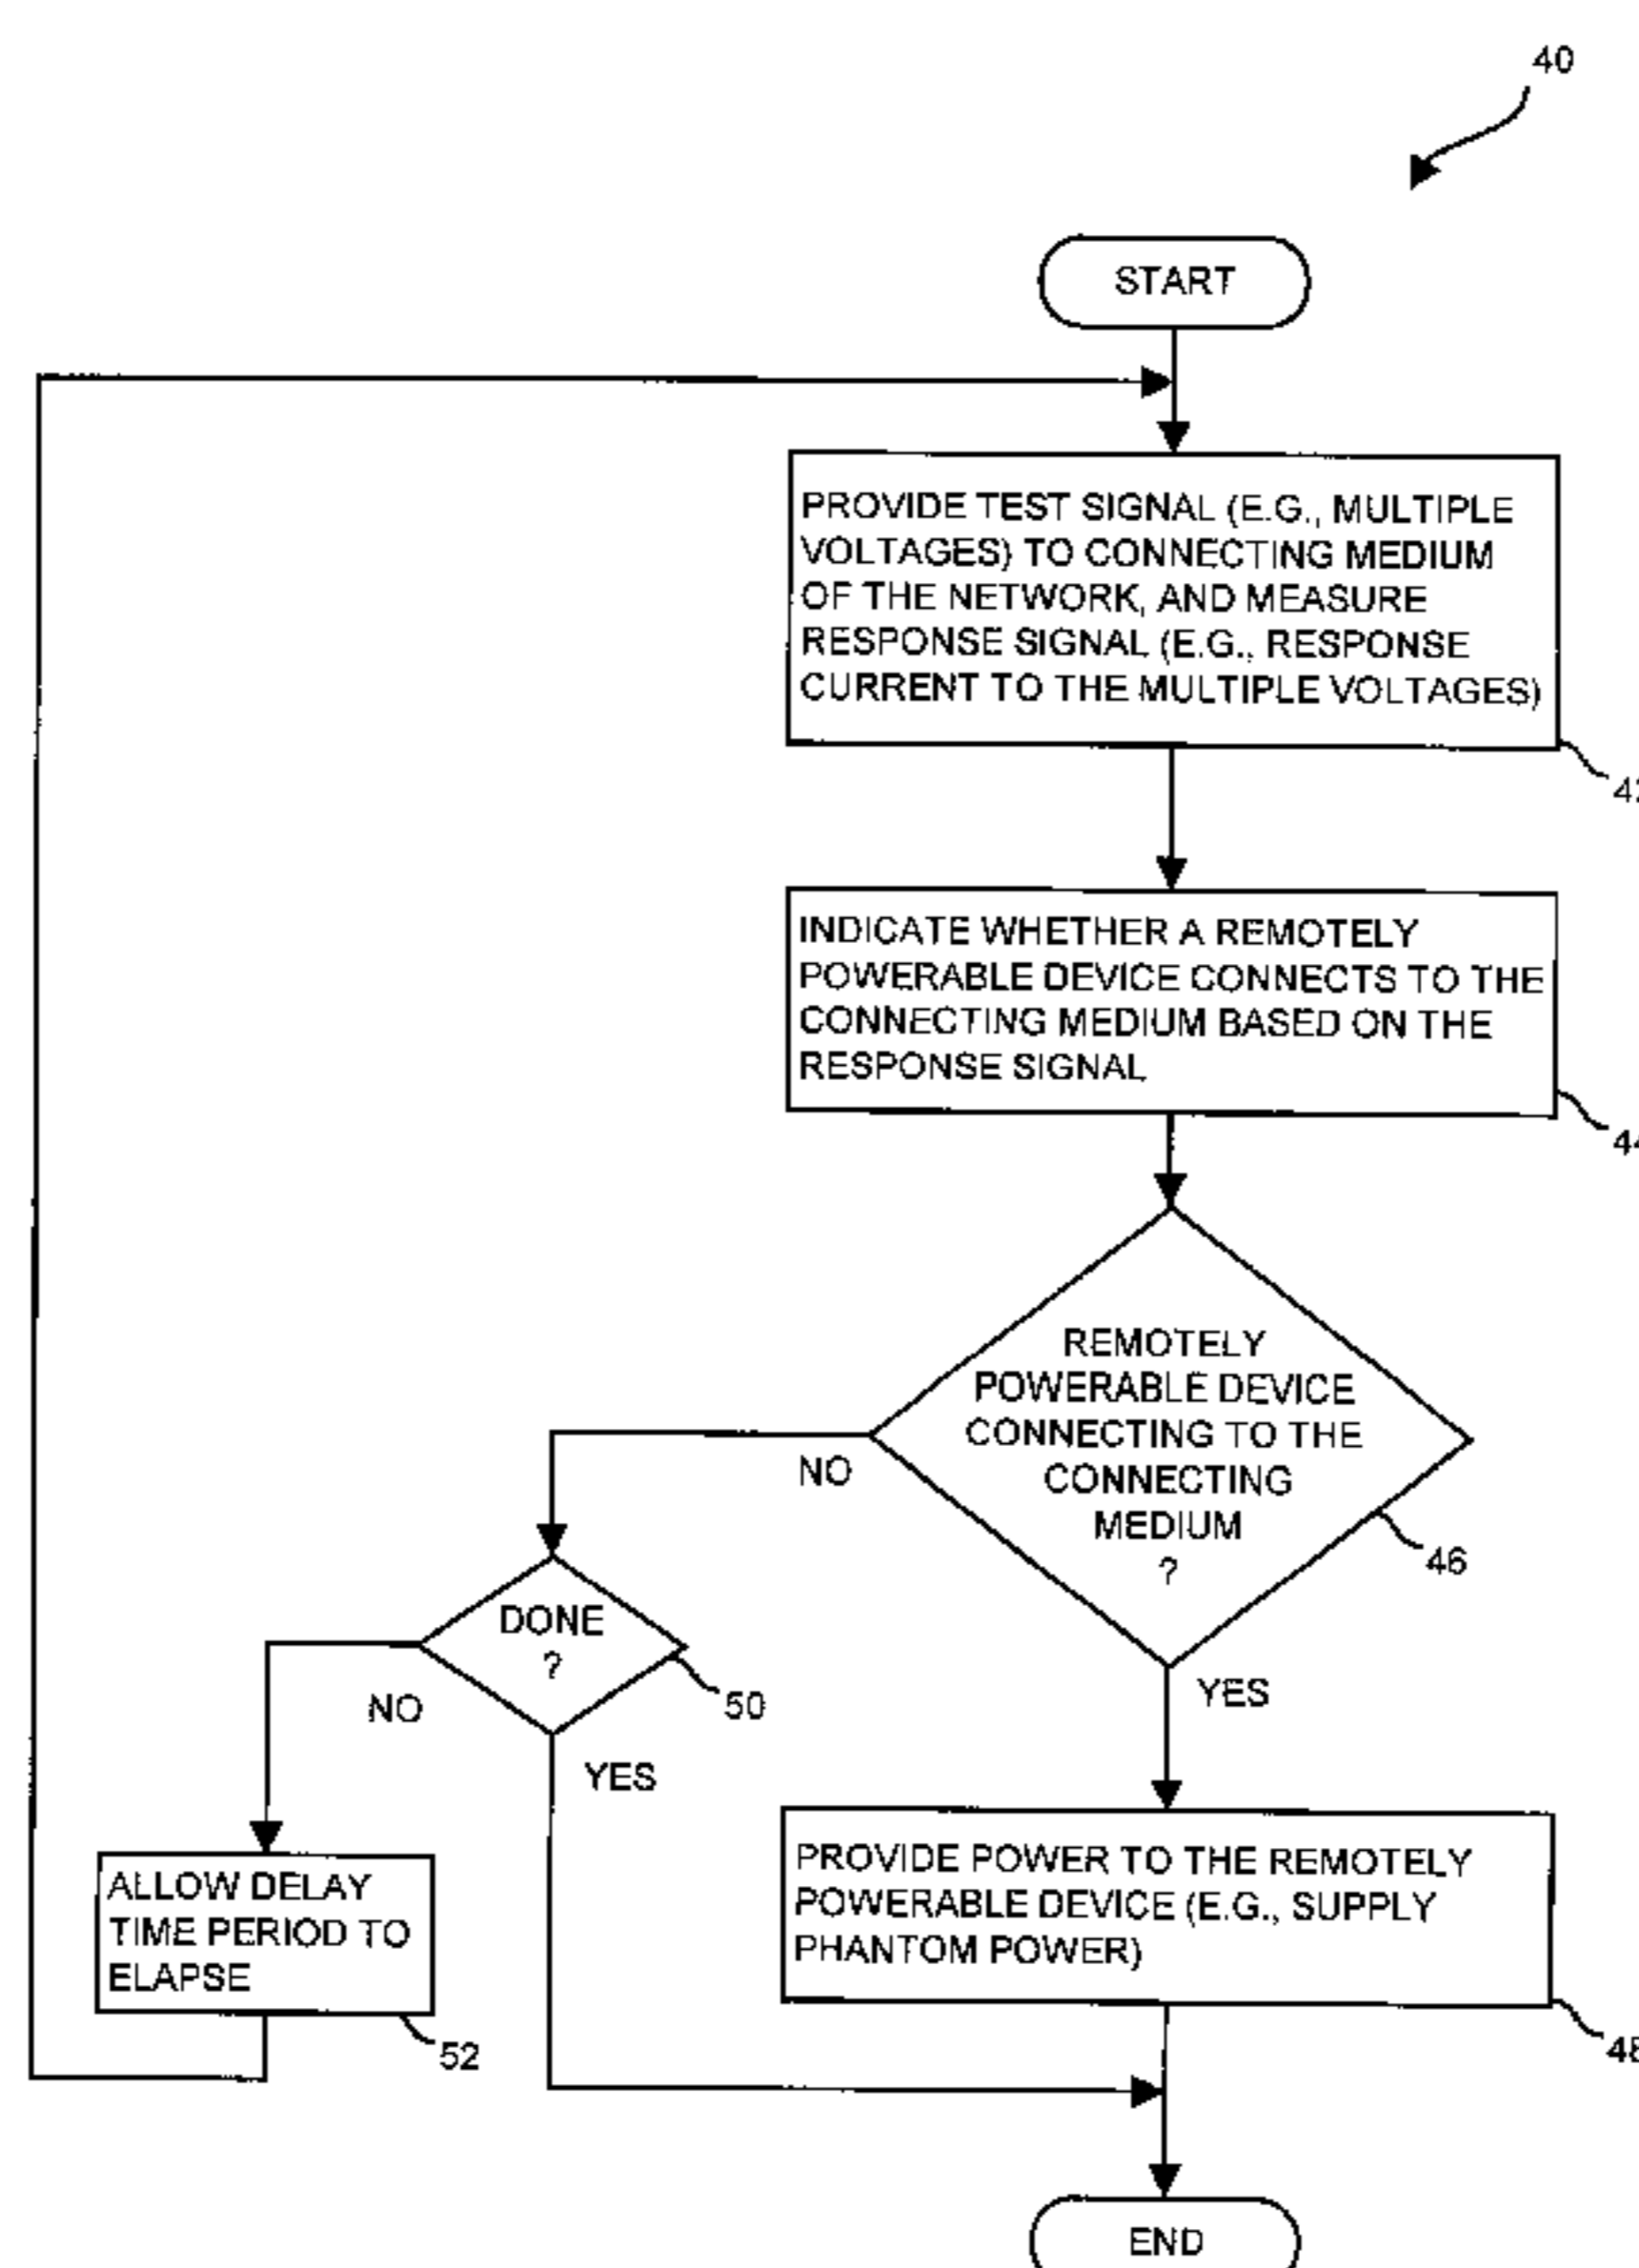 40
START
PROVIDE TEST SIGNAL (E.G., MULTIPLE
VOLTAGES) TO CONNECTING MEDIUM
OF THE NETWORK, AND MEASURE
RESPONSE SIGNAL (E.G., RESPONSE
CURRENT TO THE MULTIPLE VOLTAGES)
42
INDICATE WHETHER A REMOTELY
POWERABLE DEVICE CONNECTS TO THE
CONNECTING MEDIUM BASED ON THE
RESPONSE SIGNAL
44
REMOTELY
POWERABLE DEVICE
CONNECTING TO THE
CONNECTING
MEDIUM
?
46
NO
DONE
?
50
NO
YES
YES
ALLOW DELAY
TIME PERIOD TO
ELAPSE
52
PROVIDE POWER TO THE REMOTELY
POWERABLE DEVICE (E.G., SUPPLY
PHANTOM POWER)
48
END